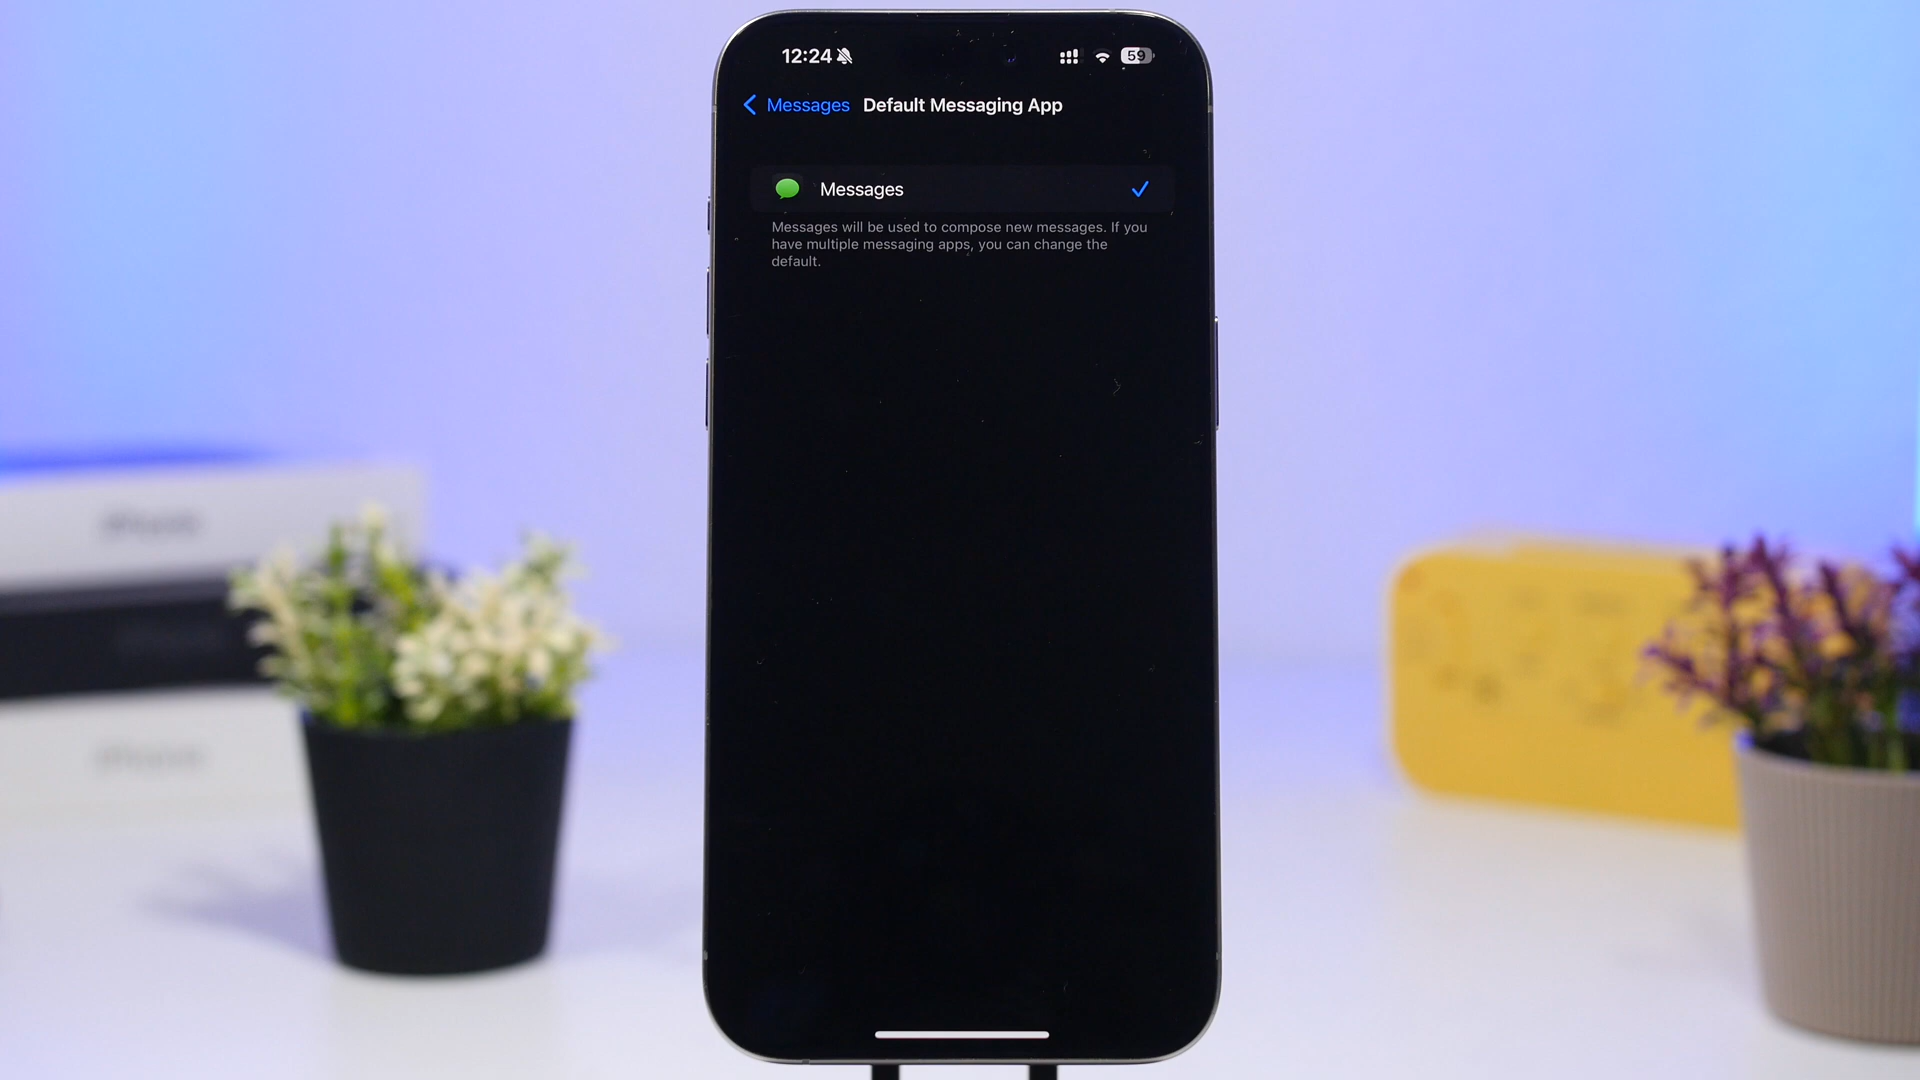 12:24
59
Messages Default Messaging App
Messages
Messages will be used to compose new messages. If you
have multiple messaging apps, you can change the
default.